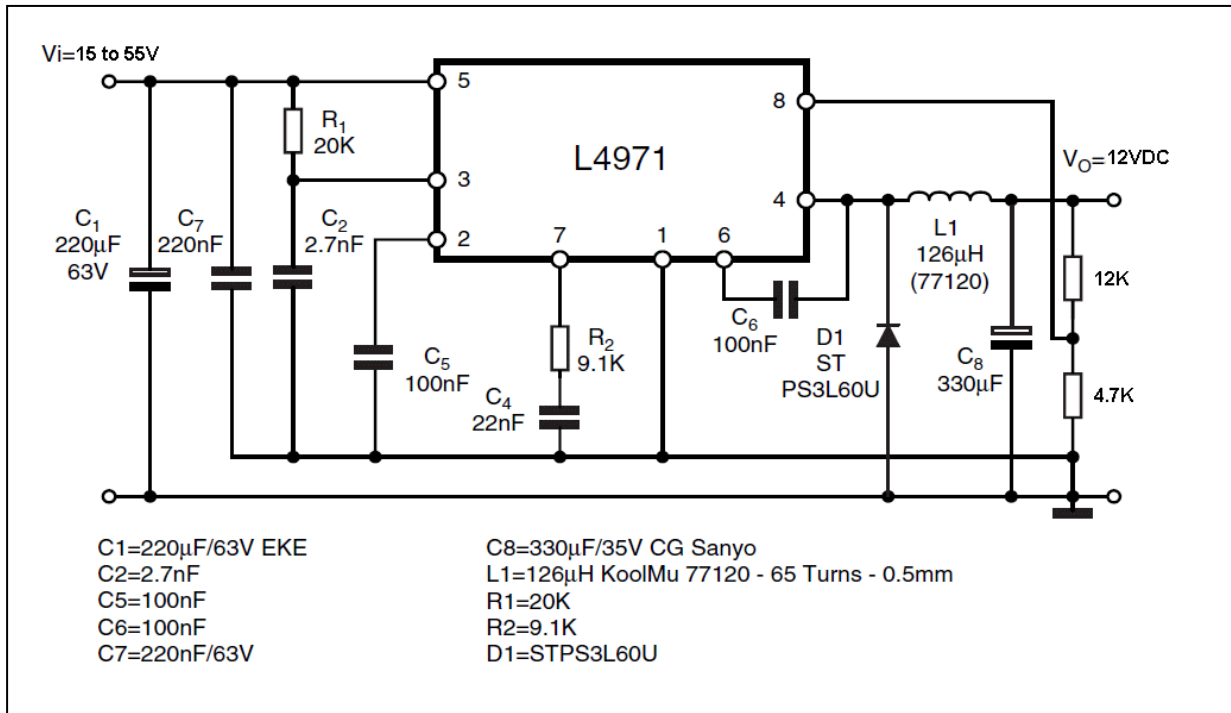 Vi=15 to 55V
5
8
R1
20K
L4971
VO=12VDC
3
4
C1
220µF
63V
C7
220nF
C2
2.7nF
2
7
1
6
L1
126µH
(77120)
12K
C5
100nF
R2
9.1K
C4
22nF
C6
100nF
D1
ST
PS3L60U
C8
330µF
4.7K
C1=220µF/63V EKE
C2=2.7nF
C5=100nF
C6=100nF
C7=220nF/63V
C8=330µF/35V CG Sanyo
L1=126µH KoolMu 77120 - 65 Turns - 0.5mm
R1=20K
R2=9.1K
D1=STPS3L60U